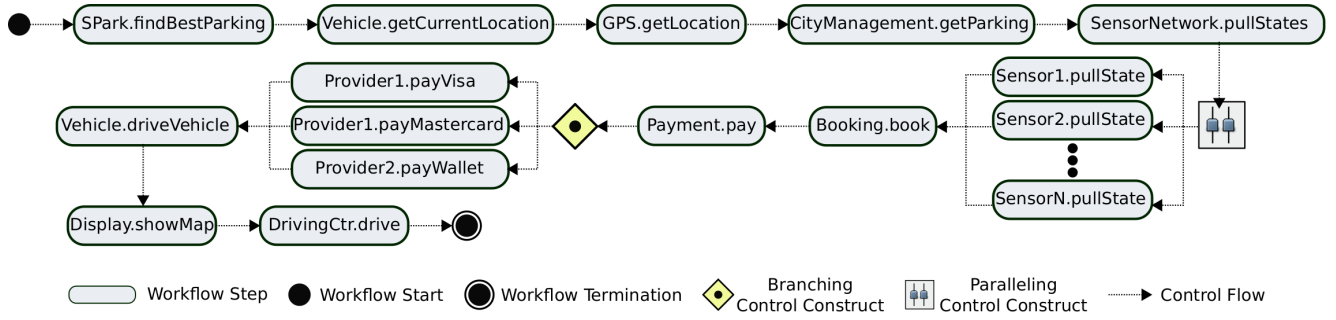 SPark.findBestParking
Vehicle.getCurrentLocation
GPS.getLocation
CityManagement.getParking
SensorNetwork.pullStates
Sensor1.pullState
Sensor2.pullState
SensorN.pullState
Booking.book
Payment.pay
Provider1.payVisa
Provider1.payMastercard
Provider2.payWallet
Vehicle.driveVehicle
Display.showMap
DrivingCtr.drive
Workflow Step
Workflow Start
Workflow Termination
Branching
Control Construct
Paralleling
Control Construct
Control Flow